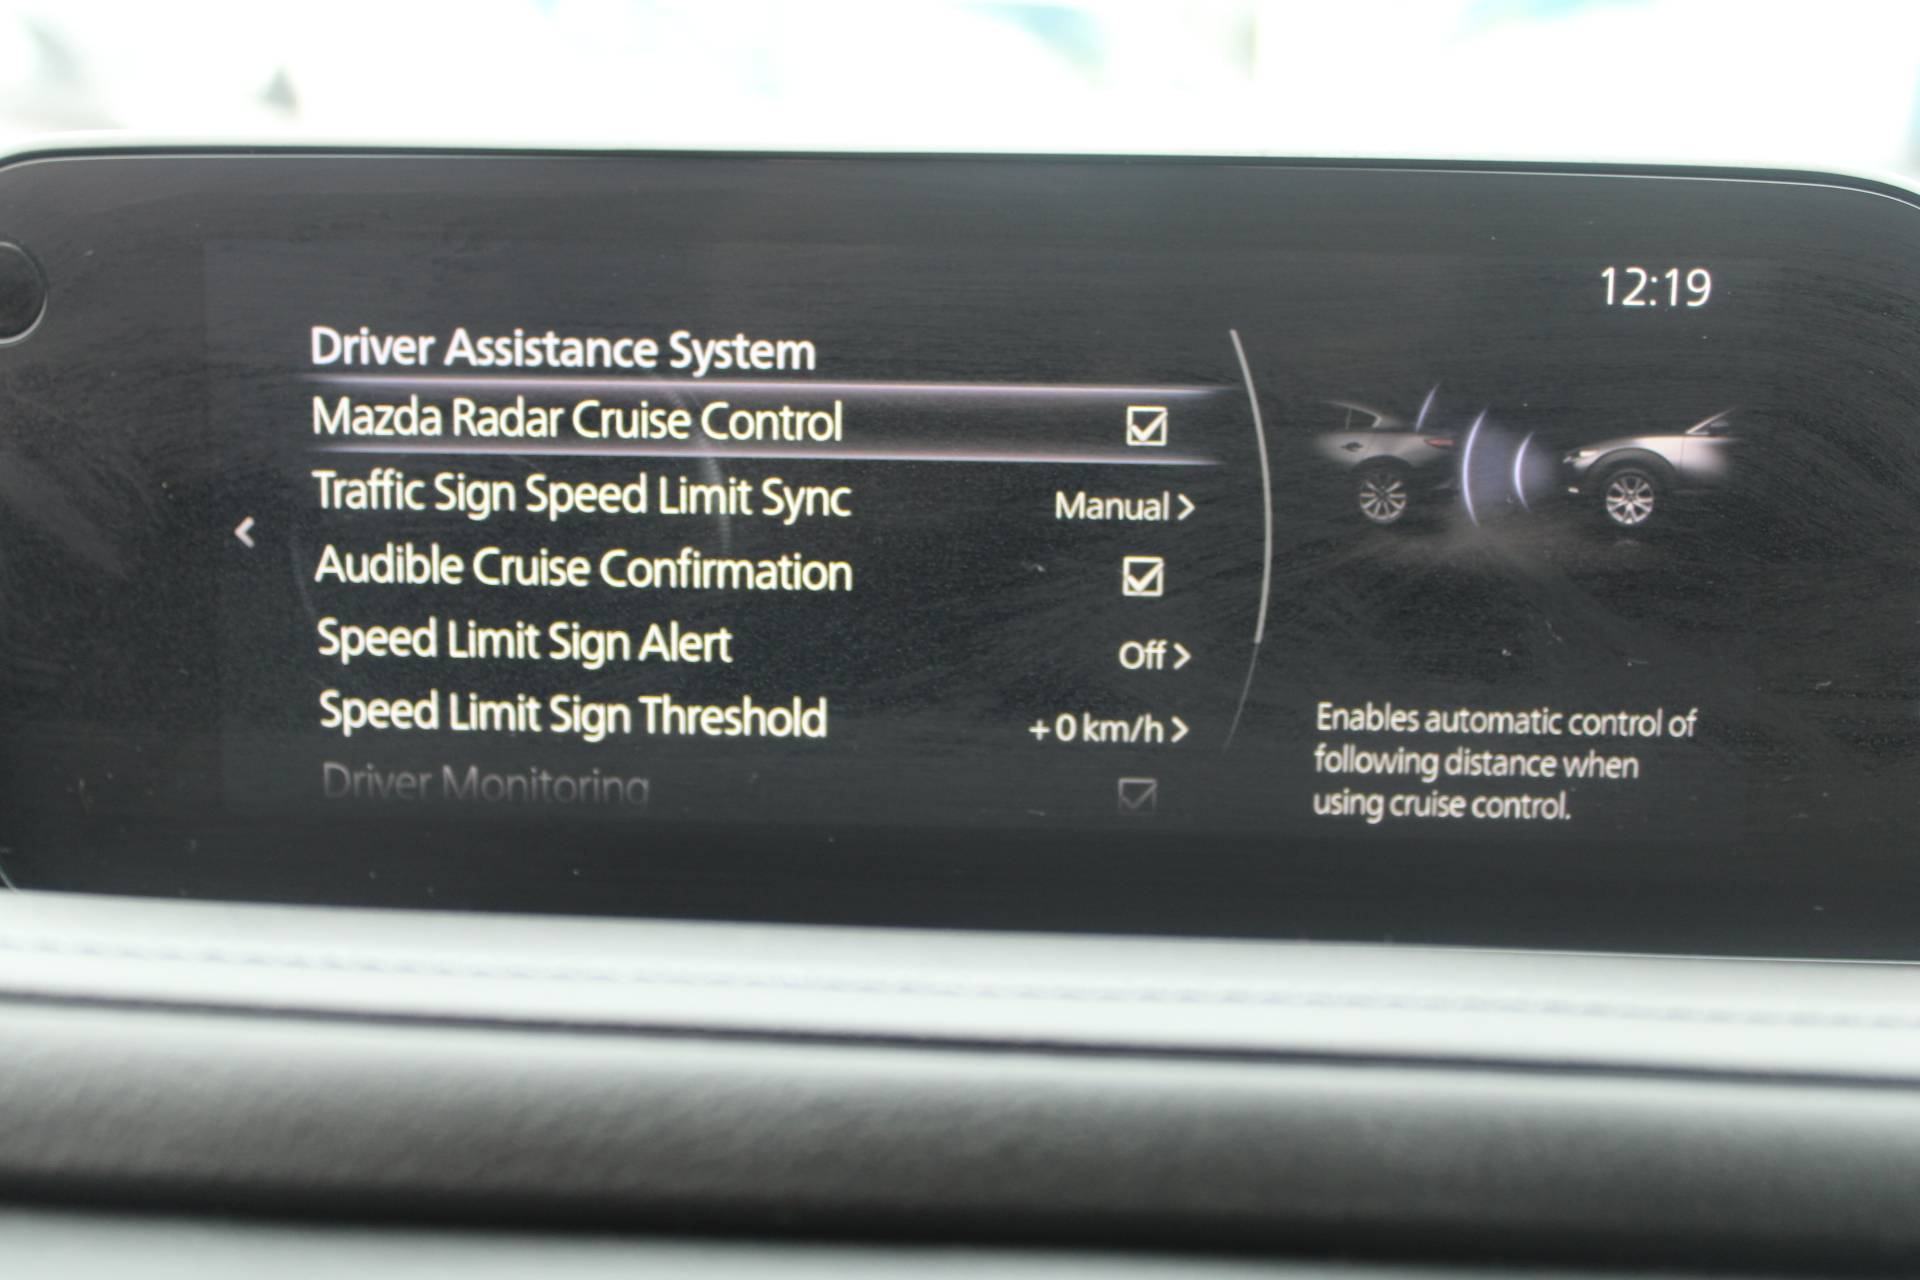 12:19
Driver Assistance System
Mazda Radar Cruise Control
Traffic Sign Speed Limit Sync Manual >
Audible Cruise Confirmation
Speed Limit Sign Alert Off >
Speed Limit Sign Threshold +0 km/h >
Driver Monitoring
Enables automatic control of
following distance when
using cruise control.